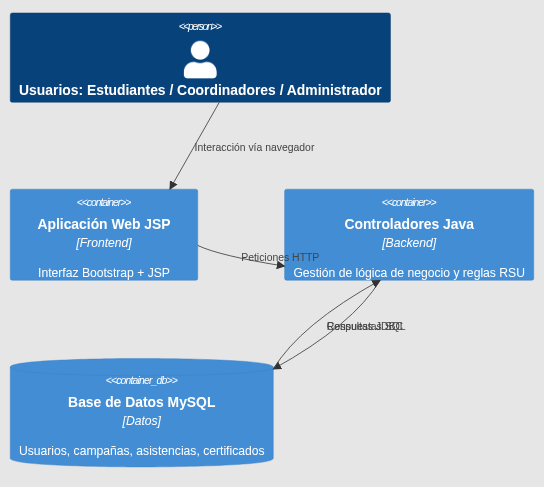 <<person>>
Usuarios: Estudiantes / Coordinadores / Administrador
Interacción vía navegador
<<container>>
Aplicación Web JSP
[Frontend]
Interfaz Bootstrap + JSP
<<container>>
Controladores Java
[Backend]
Gestión de lógica de negocio y reglas RSU
Peticiones HTTP
<<container_db>>
Base de Datos MySQL
[Datos]
Usuarios, campañas, asistencias, certificados